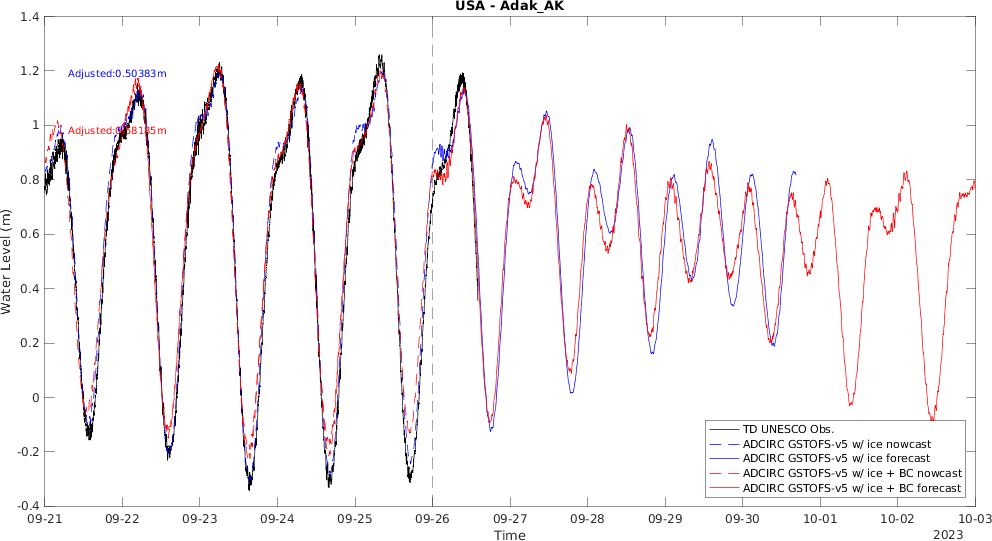 USA - Adak_AK
1.4
1.2
1
0.8
0.6
0.4
0.2
0
-0.2
-0.4
Water Level (m)
Adjusted:0.50383m
09-21
09-22
09-23
09-24
09-25
09-26
09-27
09-28
09-29
09-30
10-01
10-02
10-03
Time
2023
TD UNESCO Obs.
ADCIRC GSTOFS-v5 w/ ice nowcast
ADCIRC GSTOFS-v5 w/ ice forecast
ADCIRC GSTOFS-v5 w/ ice + BC nowcast
ADCIRC GSTOFS-v5 w/ ice + BC forecast